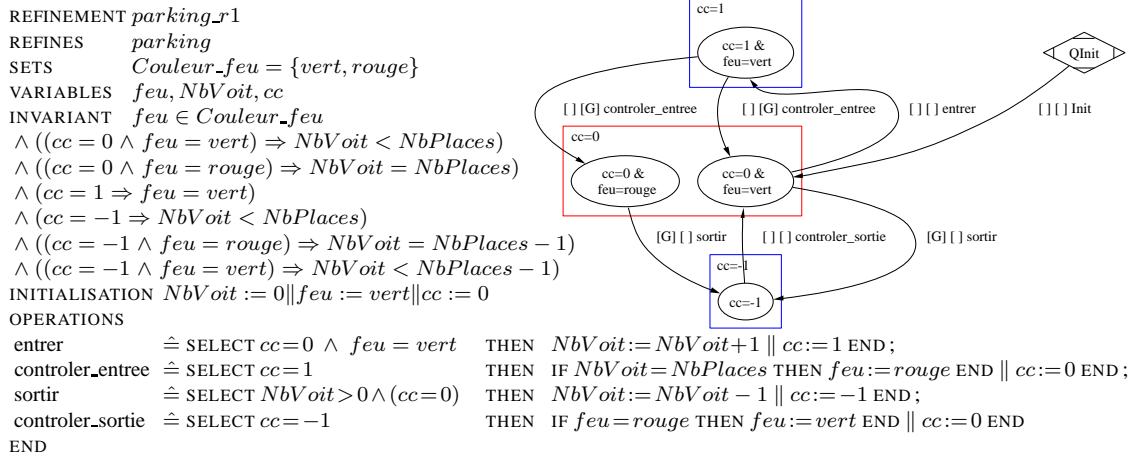 REFINEMENT parking_r1
REFINES parking
SETS Couleur_feu = {vert, rouge}
VARIABLES feu, NbVoit, cc
INVARIANT feu ∈ Couleur_feu
∧ ((cc = 0 ∧ feu = vert) ⇒ NbVoit < NbPlaces)
∧ ((cc = 0 ∧ feu = rouge) ⇒ NbVoit = NbPlaces)
∧ (cc = 1 ⇒ feu = vert)
∧ (cc = −1 ⇒ NbVoit < NbPlaces)
∧ ((cc = −1 ∧ feu = rouge) ⇒ NbVoit = NbPlaces − 1)
∧ ((cc = −1 ∧ feu = vert) ⇒ NbVoit < NbPlaces − 1)
INITIALISATION NbVoit := 0‖feu := vert‖cc := 0
OPERATIONS
entrer ≙ SELECT cc=0 ∧ feu = vert THEN NbVoit:=NbVoit+1 ‖ cc:=1 END;
controler_entree ≙ SELECT cc=1 THEN IF NbVoit=NbPlaces THEN feu:=rouge END ‖ cc:=0 END;
sortir ≙ SELECT NbVoit>0∧(cc=0) THEN NbVoit:=NbVoit − 1 ‖ cc:=−1 END;
controler_sortie ≙ SELECT cc=−1 THEN IF feu=rouge THEN feu:=vert END ‖ cc:=0 END
END
cc=1
cc=1 &
feu=vert
QInit
[ ] [G] controler_entree
[ ] [G] controler_entree
[ ] [ ] entrer
[ ] [ ] Init
cc=0
cc=0 &
feu=rouge
cc=0 &
feu=vert
[G] [ ] sortir
[ ] [ ] controler_sortie
[G] [ ] sortir
cc=-1
cc=-1